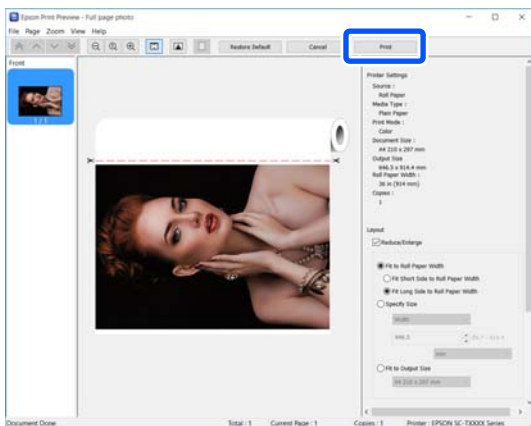 Epson Print Preview - Full page photo
File Page Zoom View Help
Restore Default Cancel Print
Front
1 / 1
Printer Settings
Source :
Roll Paper
Media Type :
Plain Paper
Print Mode :
Color
Document Size :
A4 210 x 297 mm
Output Size
646.5 x 914.4 mm
Roll Paper Width :
36 in (914 mm)
Copies :
1
Layout
Reduce/Enlarge
Fit to Roll Paper Width
Fit Short Side to Roll Paper Width
Fit Long Side to Roll Paper Width
Specify Size
Width
646.5
mm
Fit to Output Size
A4 210 x 297 mm
Document Done Total : 1 Current Page : 1 Copies : 1 Printer : EPSON SC-TXXXX Series